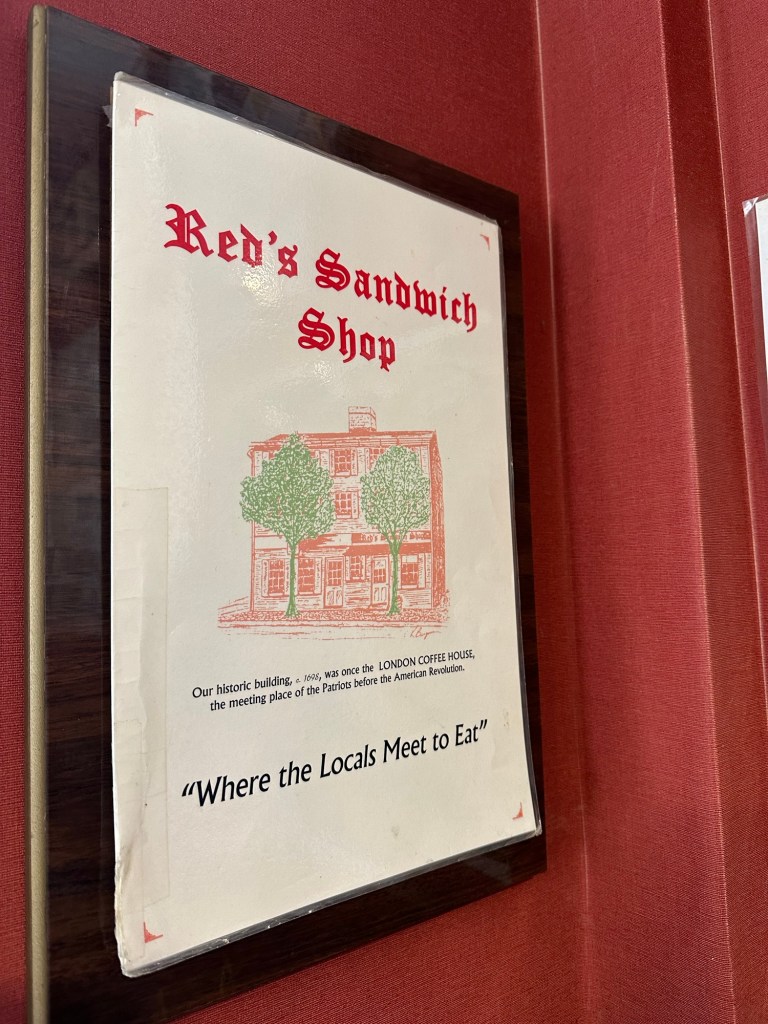 Red's Sandwich
Shop
Our historic building, c. 1698, was once the LONDON COFFEE HOUSE,
the meeting place of the Patriots before the American Revolution.
“Where the Locals Meet to Eat”